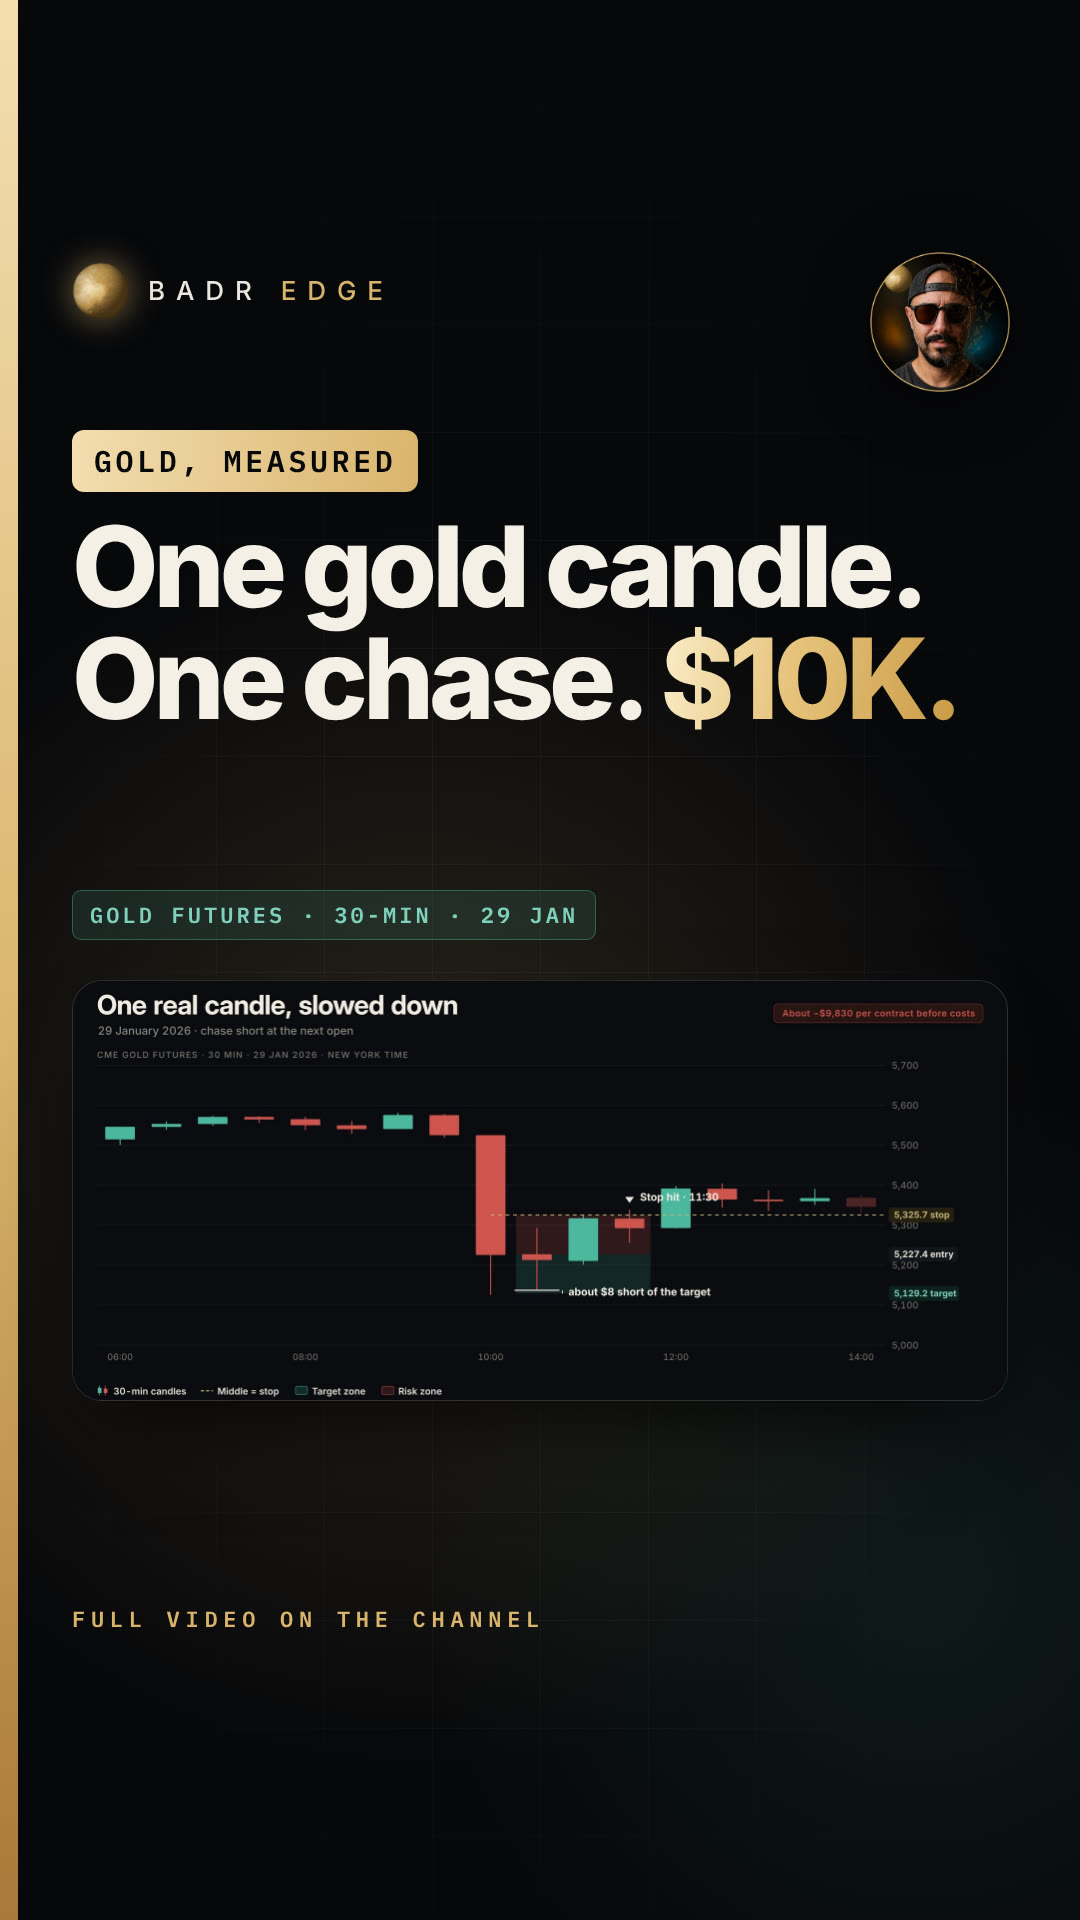 BADR EDGE
GOLD, MEASURED
One gold candle.
One chase. $10K.
GOLD FUTURES · 30-MIN · 29 JAN
One real candle, slowed down
About −$9,830 per contract before costs
29 January 2026 · chase short at the next open
CME GOLD FUTURES · 30 MIN · 29 JAN 2026 · NEW YORK TIME
5,700
5,600
5,500
5,400
Stop hit · 11:30
5,325.7 stop
5,300
5,227.4 entry
5,200
about $8 short of the target
5,129.2 target
5,100
5,000
06:00 08:00 10:00 12:00 14:00
30-min candles Middle = stop Target zone Risk zone
FULL VIDEO ON THE CHANNEL